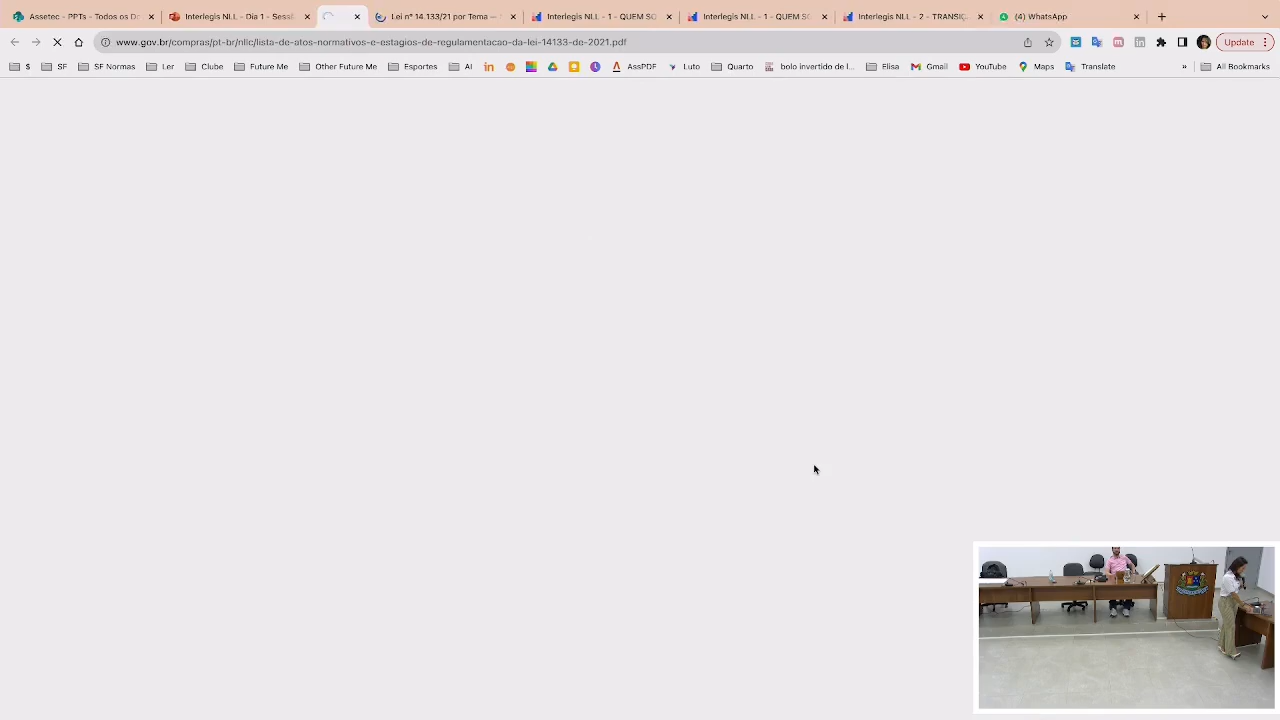 Assetec - PPTs - Todos os Do
Interlegis NLL - Dia 1 - Sess
Lei nº 14.133/21 por Tema —
Interlegis NLL - 1 - QUEM SO
Interlegis NLL - 1 - QUEM SO
Interlegis NLL - 2 - TRANSIÇ
(4) WhatsApp
www.gov.br/compras/pt-br/nllc/lista-de-atos-normativos-e-estagios-de-regulamentacao-da-lei-14133-de-2021.pdf
Update
$ SF SF Normas Ler Clube Future Me Other Future Me Esportes AI AssPDF Luto Quarto bolo invertido de l... Elisa Gmail YouTube Maps Translate » All Bookmarks